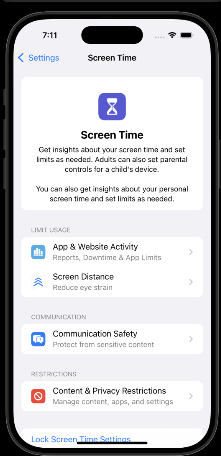 7:11
Settings
Screen Time
Screen Time
Get insights about your screen time and set
limits as needed. Adults can also set parental
controls for a child's device.
You can also get insights about your personal
screen time and set limits as needed.
LIMIT USAGE
App & Website Activity
Reports, Downtime & App Limits
Screen Distance
Reduce eye strain
COMMUNICATION
Communication Safety
Protect from sensitive content
RESTRICTIONS
Content & Privacy Restrictions
Manage content, apps, and settings
Lock Screen Time Settings